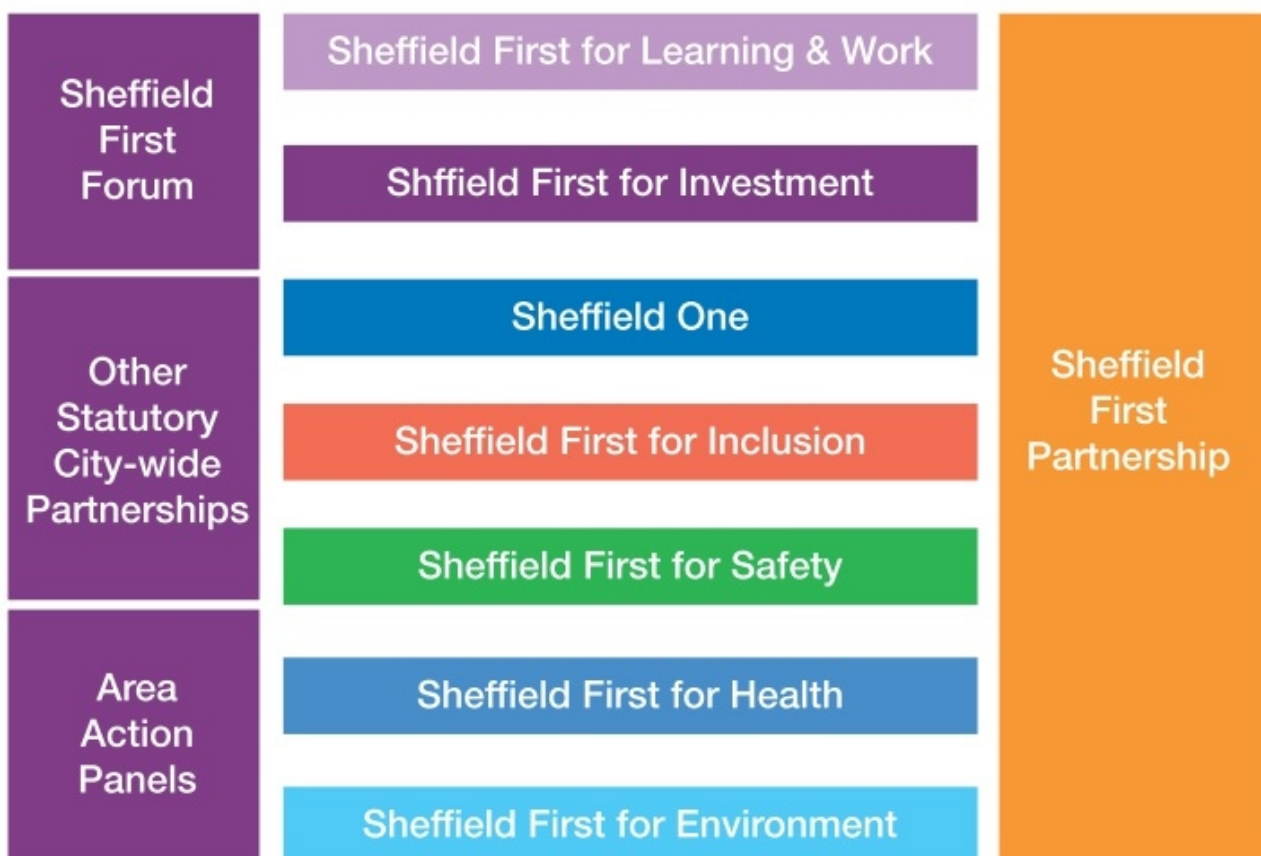 Sheffield
First
Forum
Other
Statutory
City-wide
Partnerships
Area
Action
Panels
Sheffield First for Learning & Work
Shffield First for Investment
Sheffield One
Sheffield First for Inclusion
Sheffield First for Safety
Sheffield First for Health
Sheffield First for Environment
Sheffield
First
Partnership